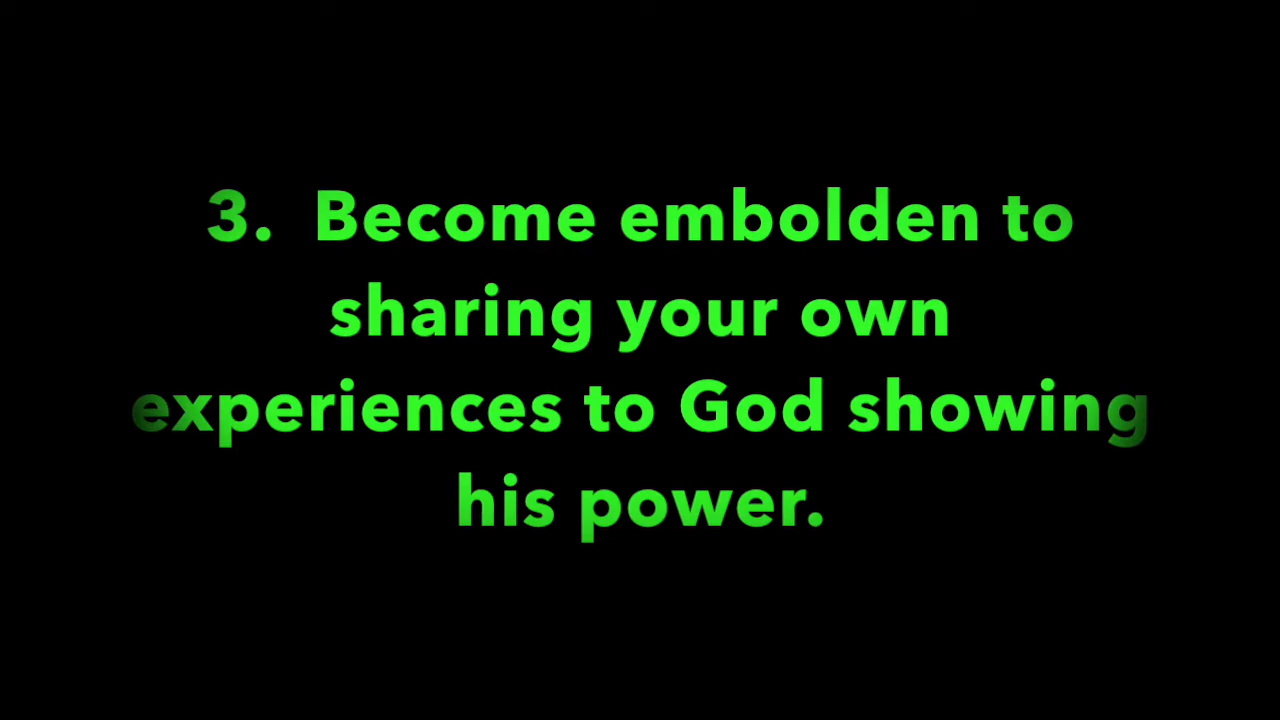 3. Become embolden to
sharing your own
experiences to God showing
his power.